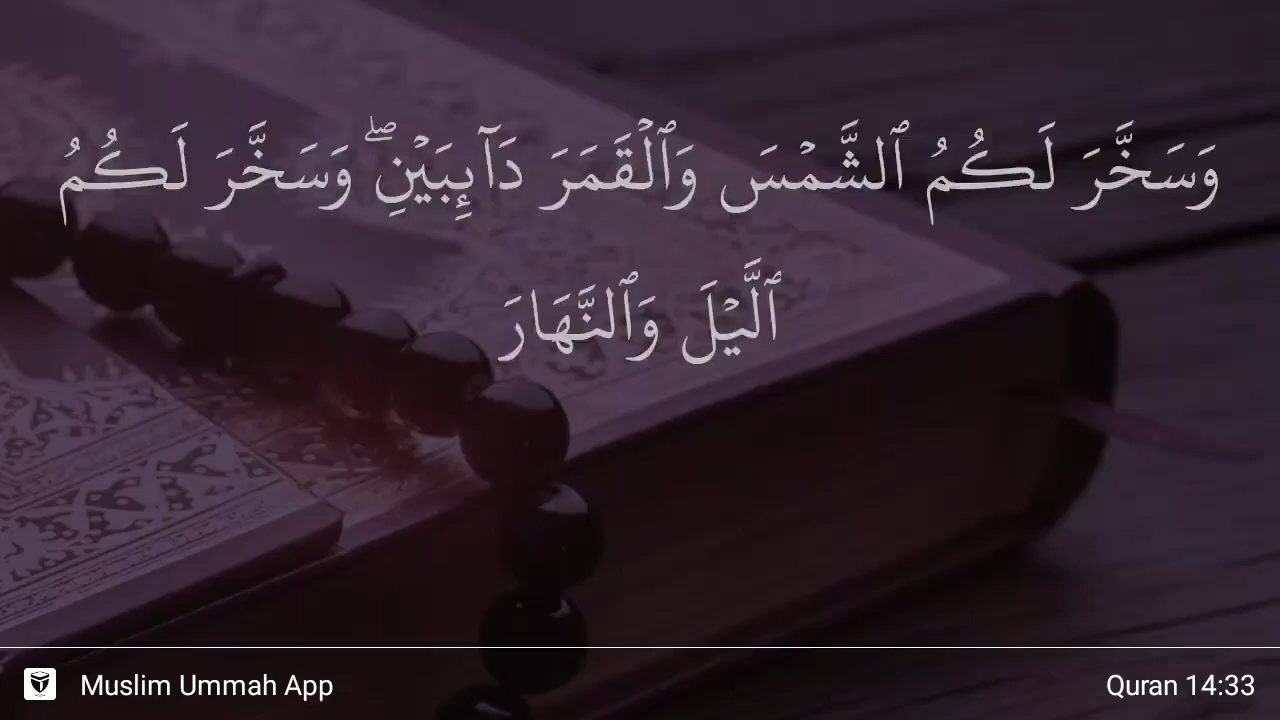 وَسَخَّرَ لَكُمُ ٱلشَّمْسَ وَٱلْقَمَرَ دَآئِبَيْنِ ۖ وَسَخَّرَ لَكُمُ
ٱلَّيْلَ وَٱلنَّهَارَ
Muslim Ummah App
Quran 14:33